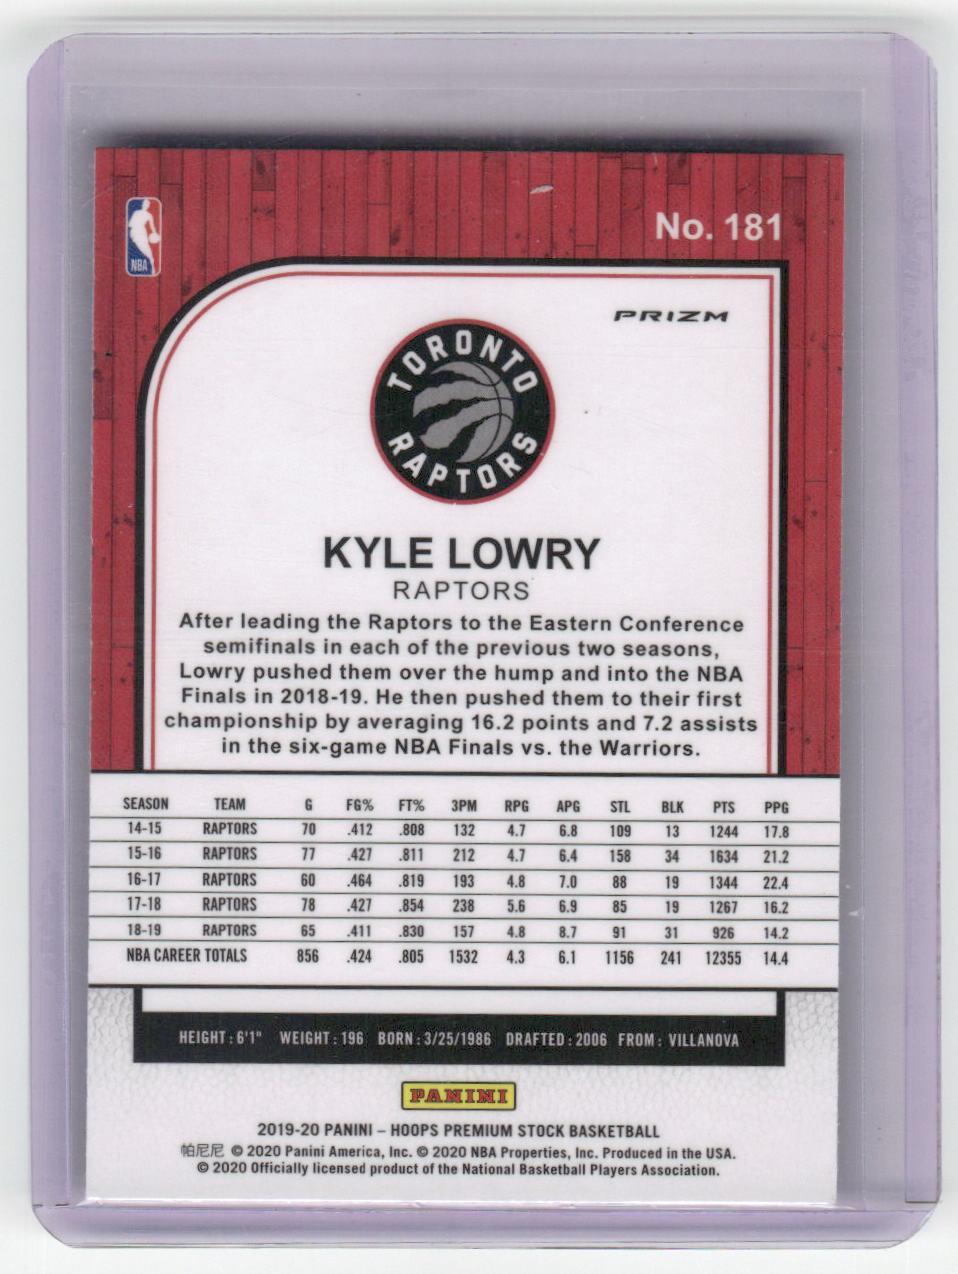 NBA
No. 181
PRIZM
TORONTO
RAPTORS
KYLE LOWRY
RAPTORS
After leading the Raptors to the Eastern Conference
semifinals in each of the previous two seasons,
Lowry pushed them over the hump and into the NBA
Finals in 2018-19. He then pushed them to their first
championship by averaging 16.2 points and 7.2 assists
in the six-game NBA Finals vs. the Warriors.
SEASON TEAM G FG% FT% 3PM RPG APG STL BLK PTS PPG
14-15 RAPTORS 70 .412 .808 132 4.7 6.8 109 13 1244 17.8
15-16 RAPTORS 77 .427 .811 212 4.7 6.4 158 34 1634 21.2
16-17 RAPTORS 60 .464 .819 193 4.8 7.0 88 19 1344 22.4
17-18 RAPTORS 78 .427 .854 238 5.6 6.9 85 19 1267 16.2
18-19 RAPTORS 65 .411 .830 157 4.8 8.7 91 31 926 14.2
NBA CAREER TOTALS 856 .424 .805 1532 4.3 6.1 1156 241 12355 14.4
HEIGHT: 6'1" WEIGHT: 196 BORN: 3/25/1986 DRAFTED: 2006 FROM: VILLANOVA
PANINI
2019-20 PANINI – HOOPS PREMIUM STOCK BASKETBALL
帕尼尼 © 2020 Panini America, Inc. © 2020 NBA Properties, Inc. Produced in the USA.
© 2020 Officially licensed product of the National Basketball Players Association.